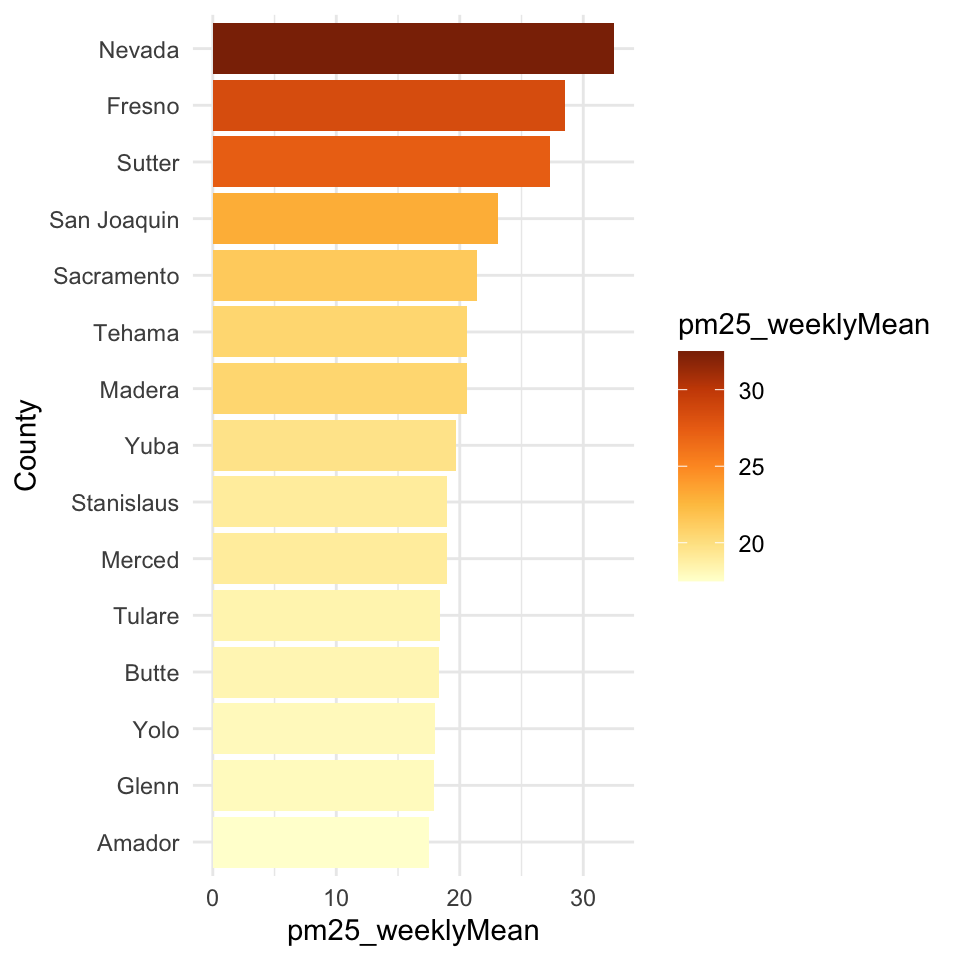 Nevada
Fresno
Sutter
San Joaquin
Sacramento
Tehama
Madera
Yuba
Stanislaus
Merced
Tulare
Butte
Yolo
Glenn
Amador
County
0 10 20 30
pm25_weeklyMean
pm25_weeklyMean
30
25
20